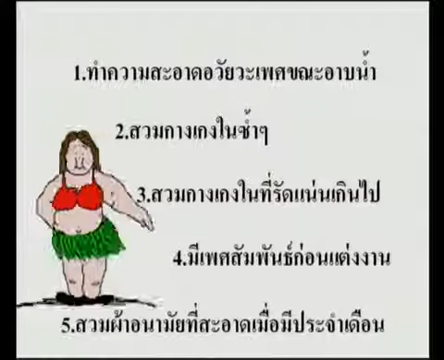 1.ทำความสะอาดอวัยวะเพศขณะอาบน้ำ
2.สวมกางเกงในซ้ำๆ
3.สวมกางเกงในที่รัดแน่นเกินไป
4.มีเพศสัมพันธ์ก่อนแต่งงาน
5.สวมผ้าอนามัยที่สะอาดเมื่อมีประจำเดือน